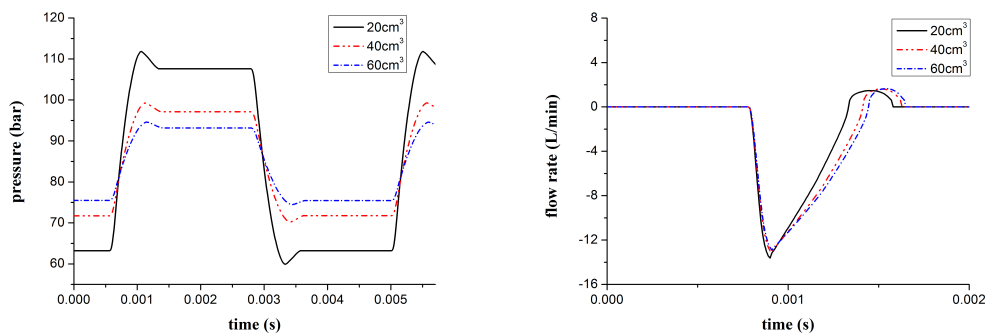 120
110
100
90
80
70
60
pressure (bar)
0.000
0.001
0.002
0.003
0.004
0.005
time (s)
20cm³
40cm³
60cm³
8
4
0
-4
-8
-12
-16
flow rate (L/min)
0.000
0.001
0.002
time (s)
20cm³
40cm³
60cm³